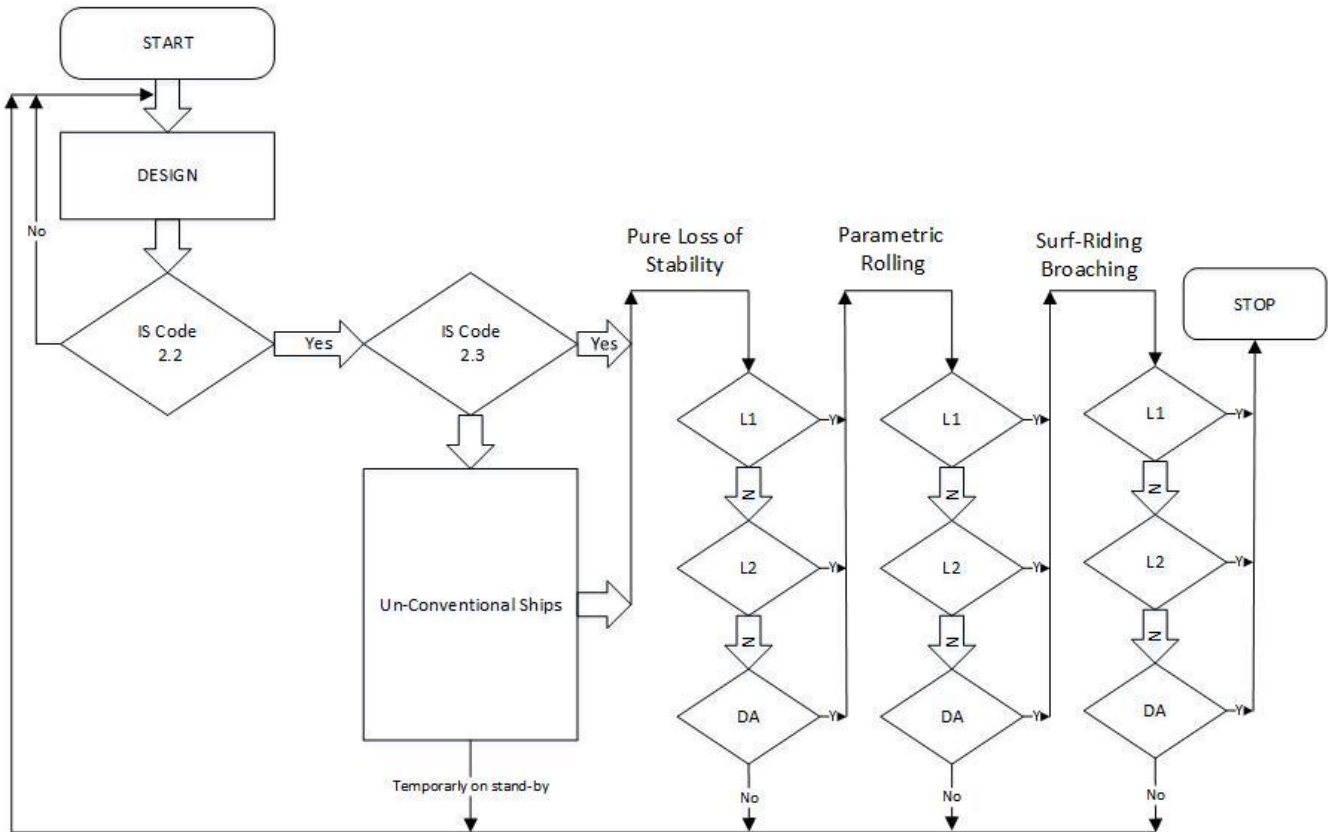 START
DESIGN
No
IS Code
2.2
Yes
IS Code
2.3
Yes
Un-Conventional Ships
Temporarly on stand-by
Pure Loss of
Stability
L1
Y
N
L2
Y
N
DA
Y
No
Parametric
Rolling
L1
Y
N
L2
Y
N
DA
Y
No
Surf-Riding
Broaching
L1
Y
N
L2
Y
N
DA
Y
No
STOP